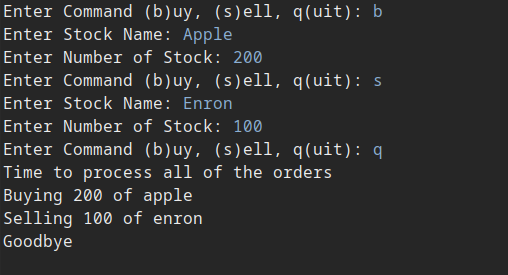 Enter Command (b)uy, (s)ell, q(uit): b
Enter Stock Name: Apple
Enter Number of Stock: 200
Enter Command (b)uy, (s)ell, q(uit): s
Enter Stock Name: Enron
Enter Number of Stock: 100
Enter Command (b)uy, (s)ell, q(uit): q
Time to process all of the orders
Buying 200 of apple
Selling 100 of enron
Goodbye